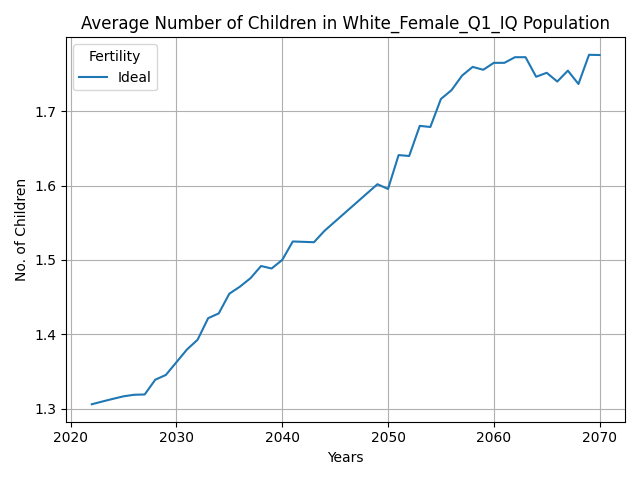 Average Number of Children in White_Female_Q1_IQ Population
Fertility
Ideal
No. of Children
1.7
1.6
1.5
1.4
1.3
2020 2030 2040 2050 2060 2070
Years